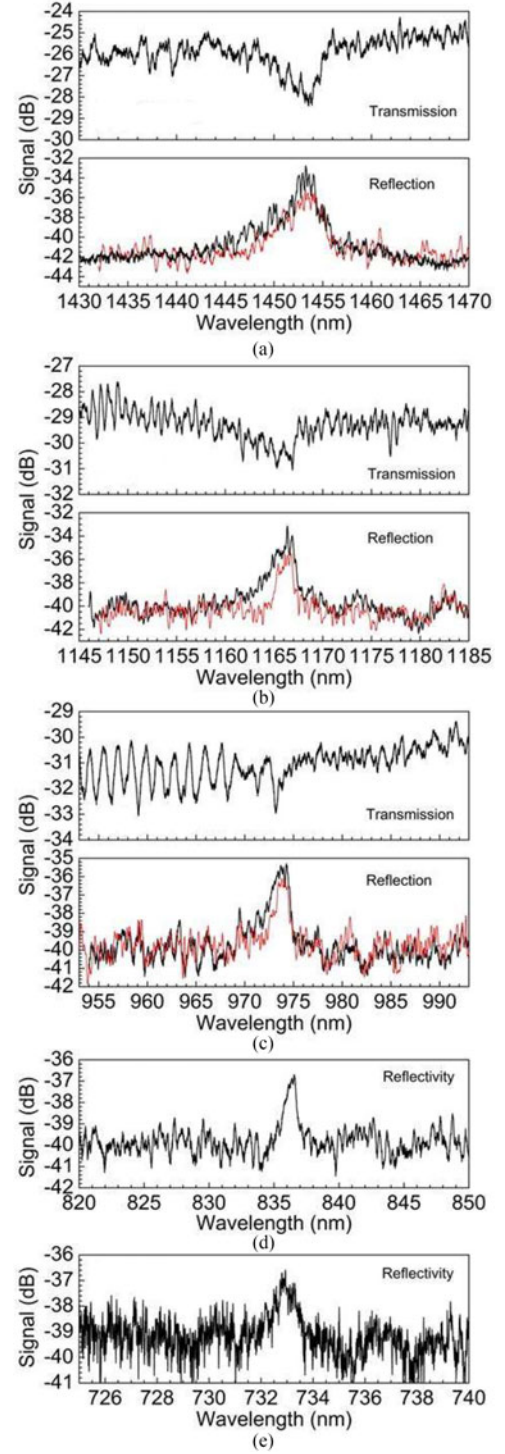 -24
-25
-26
-27
-28
-29
-30
Signal (dB)
Transmission
-32
-34
-36
-38
-40
-42
-44
Reflection
1430 1435 1440 1445 1450 1455 1460 1465 1470
Wavelength (nm)
(a)
-27
-28
-29
-30
-31
-32
Signal (dB)
Transmission
-32
-34
-36
-38
-40
-42
Reflection
1145 1150 1155 1160 1165 1170 1175 1180 1185
Wavelength (nm)
(b)
-29
-30
-31
-32
-33
-34
Signal (dB)
Transmission
-35
-36
-37
-38
-39
-40
-41
-42
Reflection
955 960 965 970 975 980 985 990
Wavelength (nm)
(c)
-36
-37
-38
-39
-40
-41
-42
Signal (dB)
Reflectivity
820 825 830 835 840 845 850
Wavelength (nm)
(d)
-36
-37
-38
-39
-40
-41
Signal (dB)
Reflectivity
726 728 730 732 734 736 738 740
Wavelength (nm)
(e)